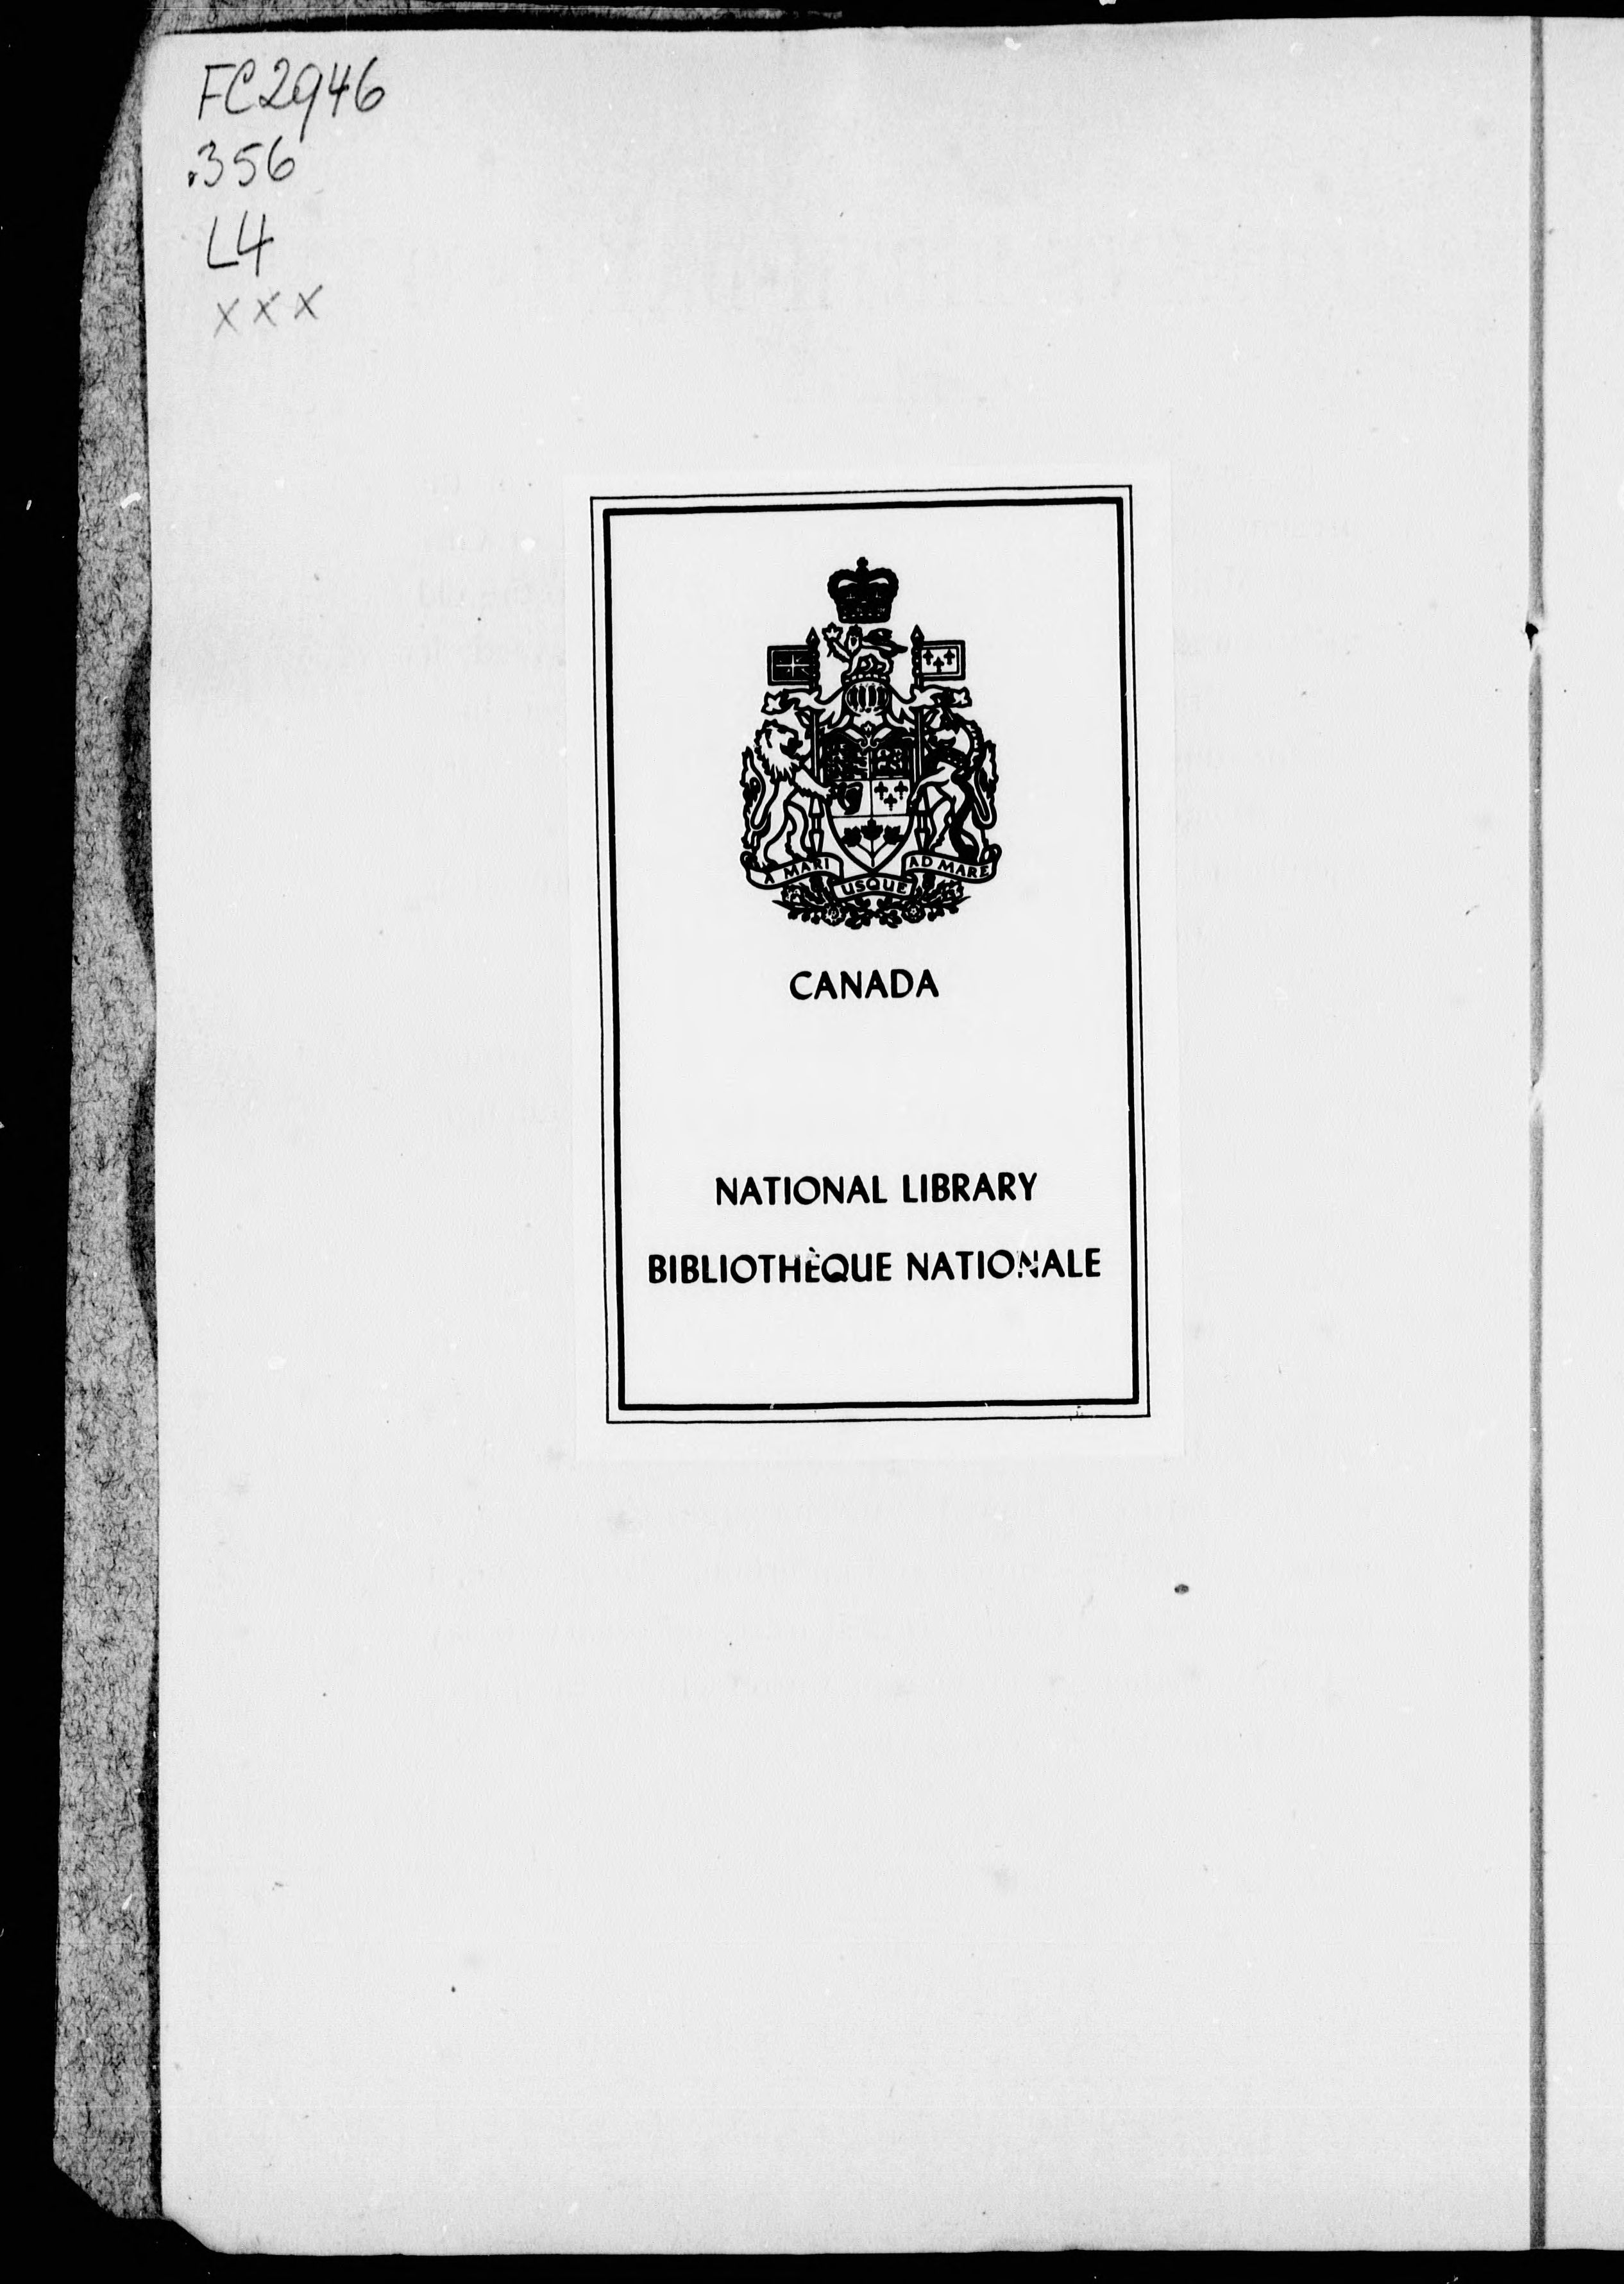 FC2946
.356
L4
xxx
A MARI USQUE AD MARE
CANADA
NATIONAL LIBRARY
BIBLIOTHÈQUE NATIONALE